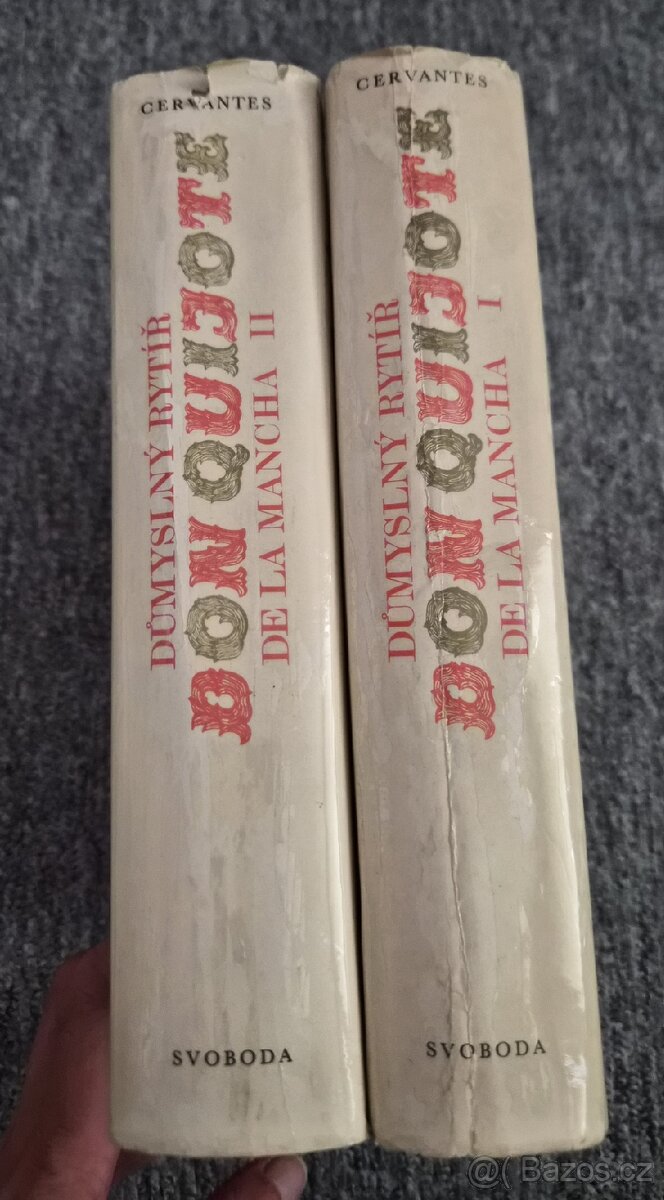 CERVANTES
DŮMYSLNÝ RYTÍŘ
DON QUIJOTE
DE LA MANCHA II
SVOBODA
CERVANTES
DŮMYSLNÝ RYTÍŘ
DON QUIJOTE
DE LA MANCHA I
SVOBODA
@ Bazos.cz